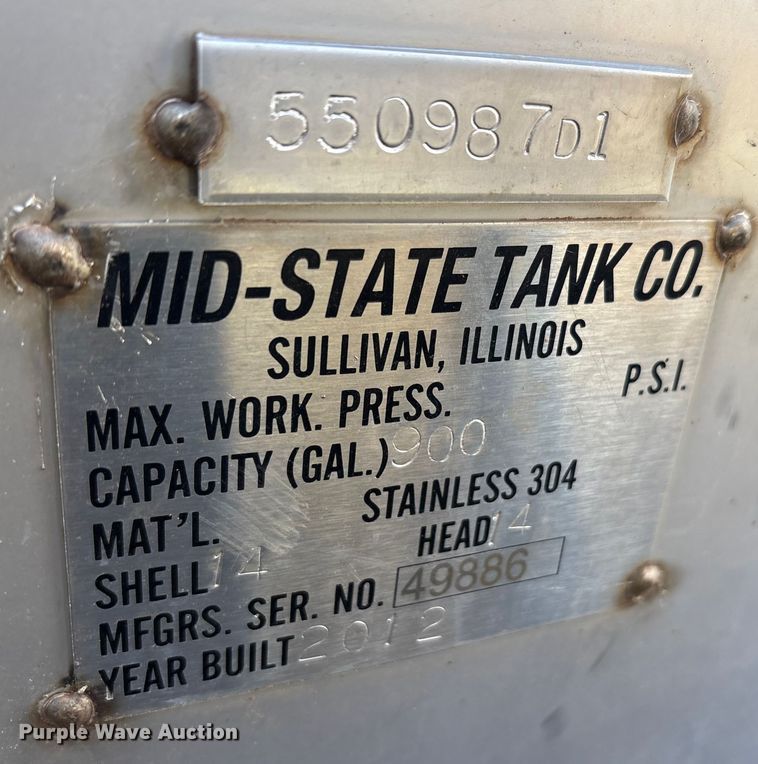 550987D1
MID-STATE TANK CO.
SULLIVAN, ILLINOIS
MAX. WORK. PRESS. P.S.I.
CAPACITY (GAL.) 900
MAT'L. STAINLESS 304
SHELL 14 HEAD 14
MFGRS. SER. NO. 49886
YEAR BUILT 2012
Purple Wave Auction